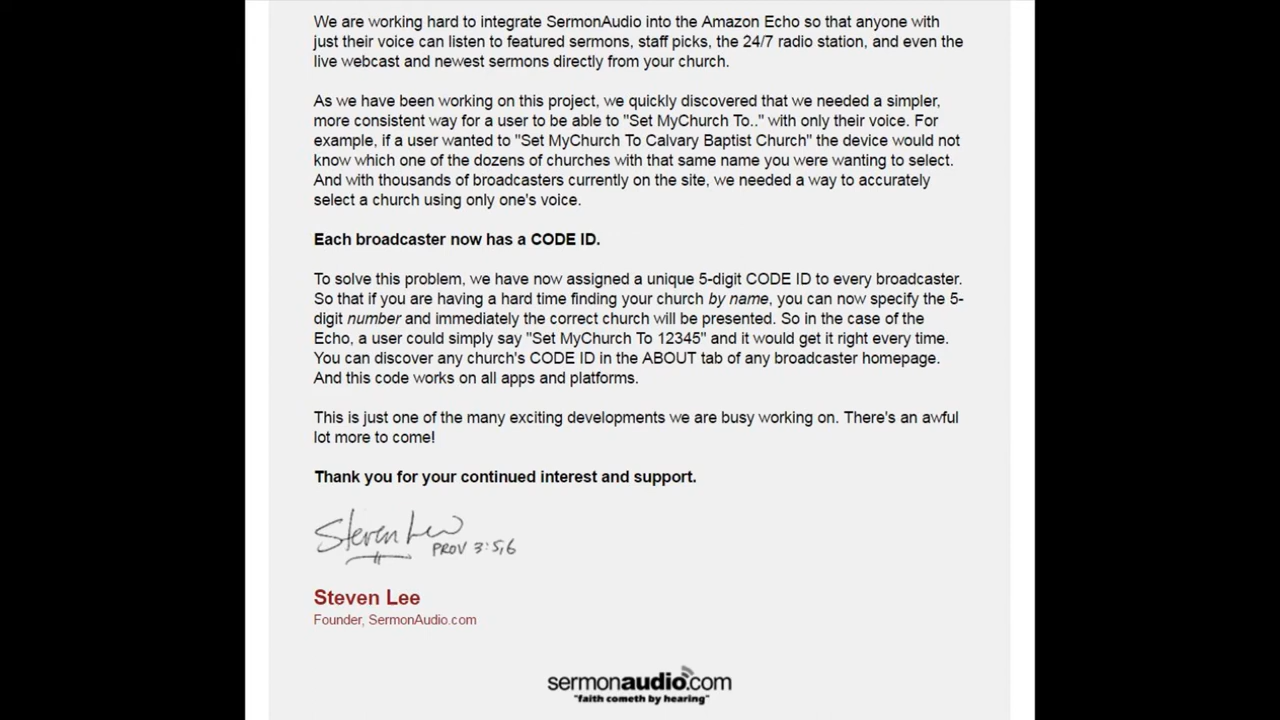 We are working hard to integrate SermonAudio into the Amazon Echo so that anyone with
just their voice can listen to featured sermons, staff picks, the 24/7 radio station, and even the
live webcast and newest sermons directly from your church.
As we have been working on this project, we quickly discovered that we needed a simpler,
more consistent way for a user to be able to "Set MyChurch To.." with only their voice. For
example, if a user wanted to "Set MyChurch To Calvary Baptist Church" the device would not
know which one of the dozens of churches with that same name you were wanting to select.
And with thousands of broadcasters currently on the site, we needed a way to accurately
select a church using only one's voice.
Each broadcaster now has a CODE ID.
To solve this problem, we have now assigned a unique 5-digit CODE ID to every broadcaster.
So that if you are having a hard time finding your church by name, you can now specify the 5-
digit number and immediately the correct church will be presented. So in the case of the
Echo, a user could simply say "Set MyChurch To 12345" and it would get it right every time.
You can discover any church's CODE ID in the ABOUT tab of any broadcaster homepage.
And this code works on all apps and platforms.
This is just one of the many exciting developments we are busy working on. There's an awful
lot more to come!
Thank you for your continued interest and support.
Steven Lee
PROV 3:5,6
Steven Lee
Founder, SermonAudio.com
sermonaudio.com
"faith cometh by hearing"